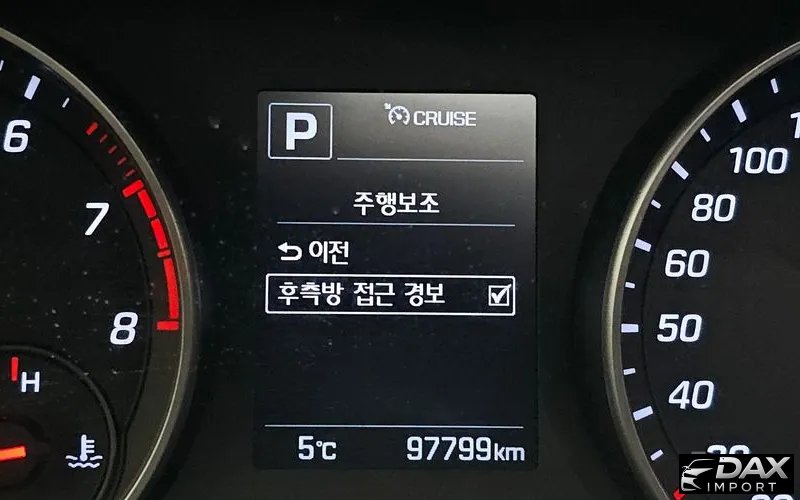 6
7
8
H
P
CRUISE
주행보조
이전
후측방 접근 경보
5℃
97799km
100
80
60
50
40
DAX
IMPORT